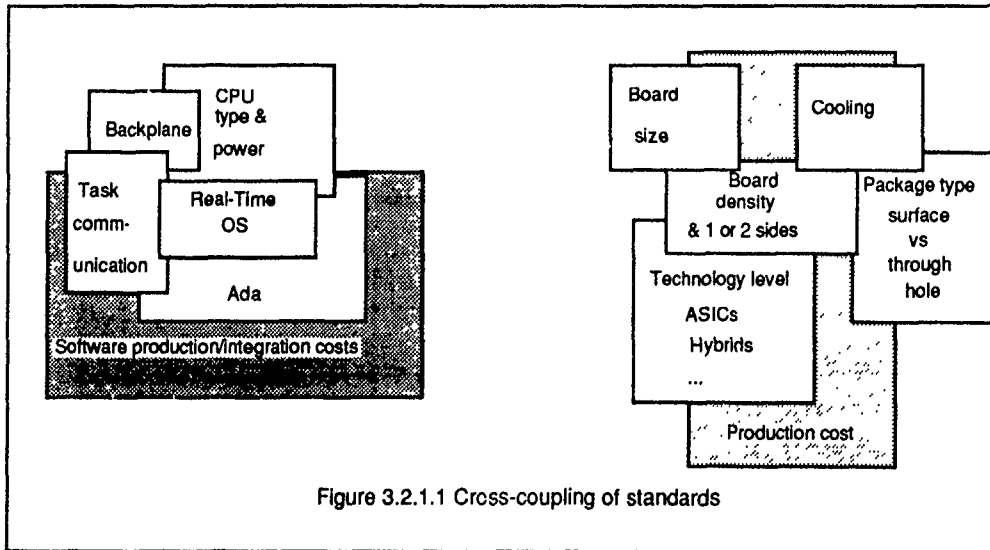 CPU
type &
power
Backplane
Task
comm-
unication
Real-Time
OS
Ada
Software production/integration costs
Board
size
Cooling
Board
density
& 1 or 2 sides
Package type
surface
vs
through
hole
Technology level
ASICs
Hybrids
...
Production cost
Figure 3.2.1.1 Cross-coupling of standards